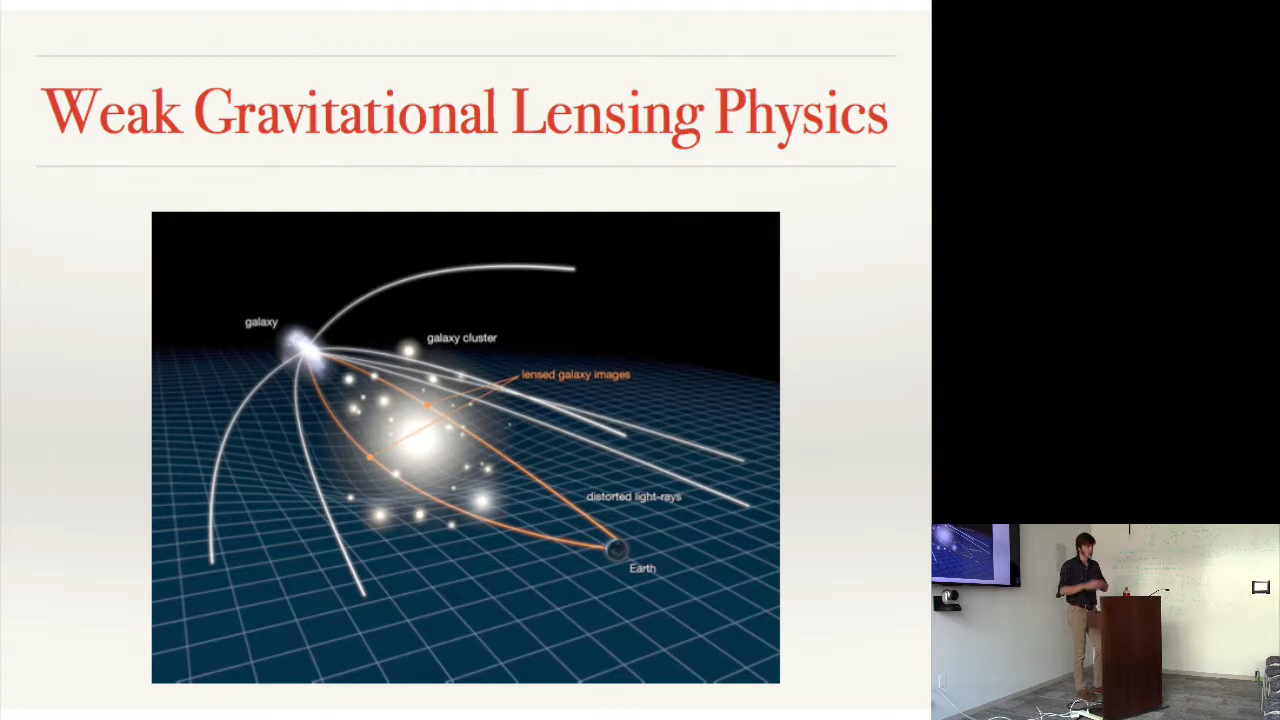 Weak Gravitational Lensing Physics
galaxy
galaxy cluster
lensed galaxy images
distorted light-rays
Earth